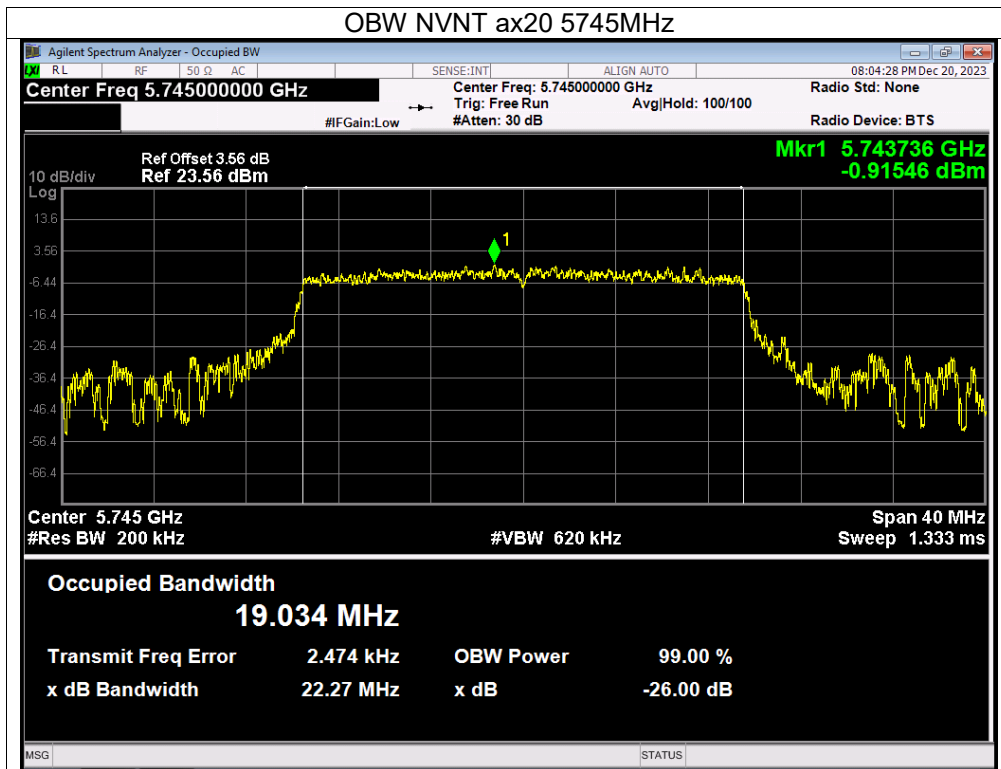 OBW NVNT ax20 5745MHz
Agilent Spectrum Analyzer - Occupied BW
LXI RL RF 50 Ω AC SENSE:INT ALIGN AUTO 08:04:28 PM Dec 20, 2023
Center Freq 5.745000000 GHz Center Freq: 5.745000000 GHz Radio Std: None
Trig: Free Run Avg|Hold: 100/100
#IFGain:Low #Atten: 30 dB Radio Device: BTS
Mkr1 5.743736 GHz
-0.91546 dBm
Ref Offset 3.56 dB
10 dB/div Ref 23.56 dBm
Log
13.6
3.56
1
-6.44
-16.4
-26.4
-36.4
-46.4
-56.4
-66.4
Center 5.745 GHz Span 40 MHz
#Res BW 200 kHz #VBW 620 kHz Sweep 1.333 ms
Occupied Bandwidth
19.034 MHz
Transmit Freq Error 2.474 kHz OBW Power 99.00 %
x dB Bandwidth 22.27 MHz x dB -26.00 dB
MSG STATUS